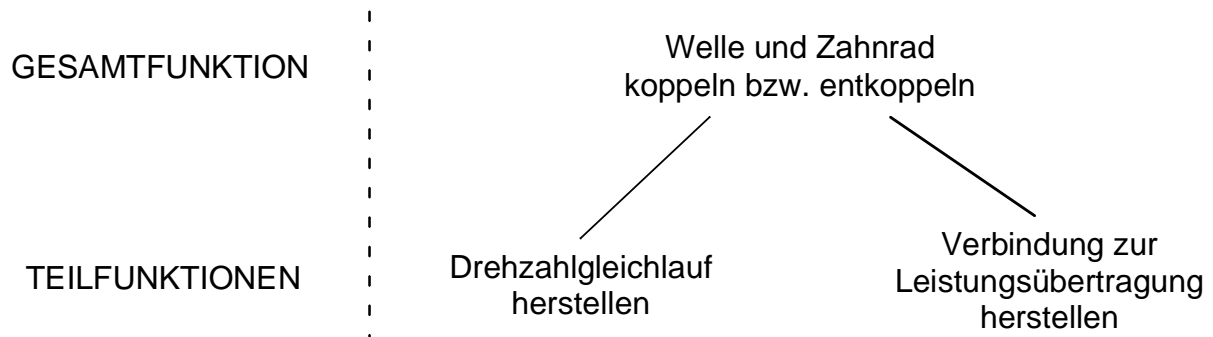 GESAMTFUNKTION
Welle und Zahnrad
koppeln bzw. entkoppeln
TEILFUNKTIONEN
Drehzahlgleichlauf
herstellen
Verbindung zur
Leistungsübertragung
herstellen